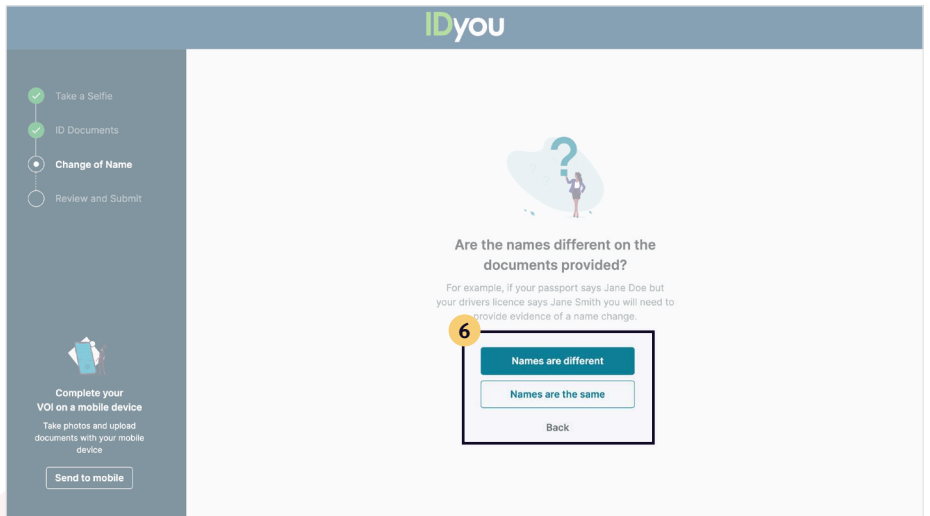 IDyou
Take a Selfie
ID Documents
Change of Name
Review and Submit
Complete your
VOI on a mobile device
Take photos and upload
documents with your mobile
device
Send to mobile
?
Are the names different on the
documents provided?
For example, if your passport says Jane Doe but
your drivers licence says Jane Smith you will need to
provide evidence of a name change.
6
Names are different
Names are the same
Back